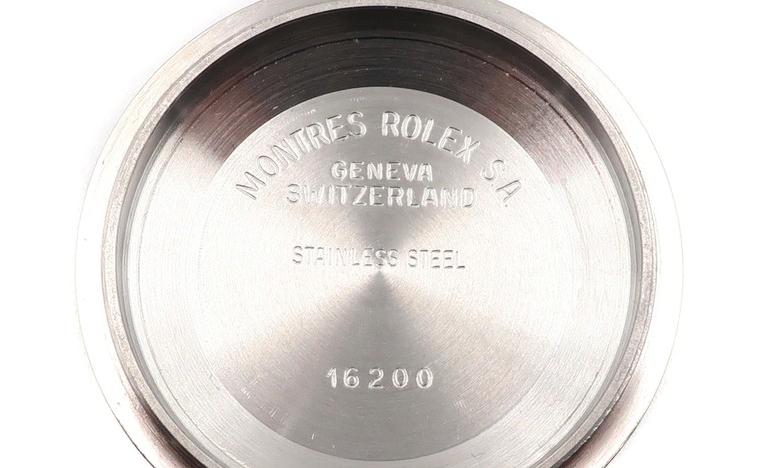 MONTRES ROLEX S.A.
GENEVA
SWITZERLAND
STAINLESS STEEL
16200